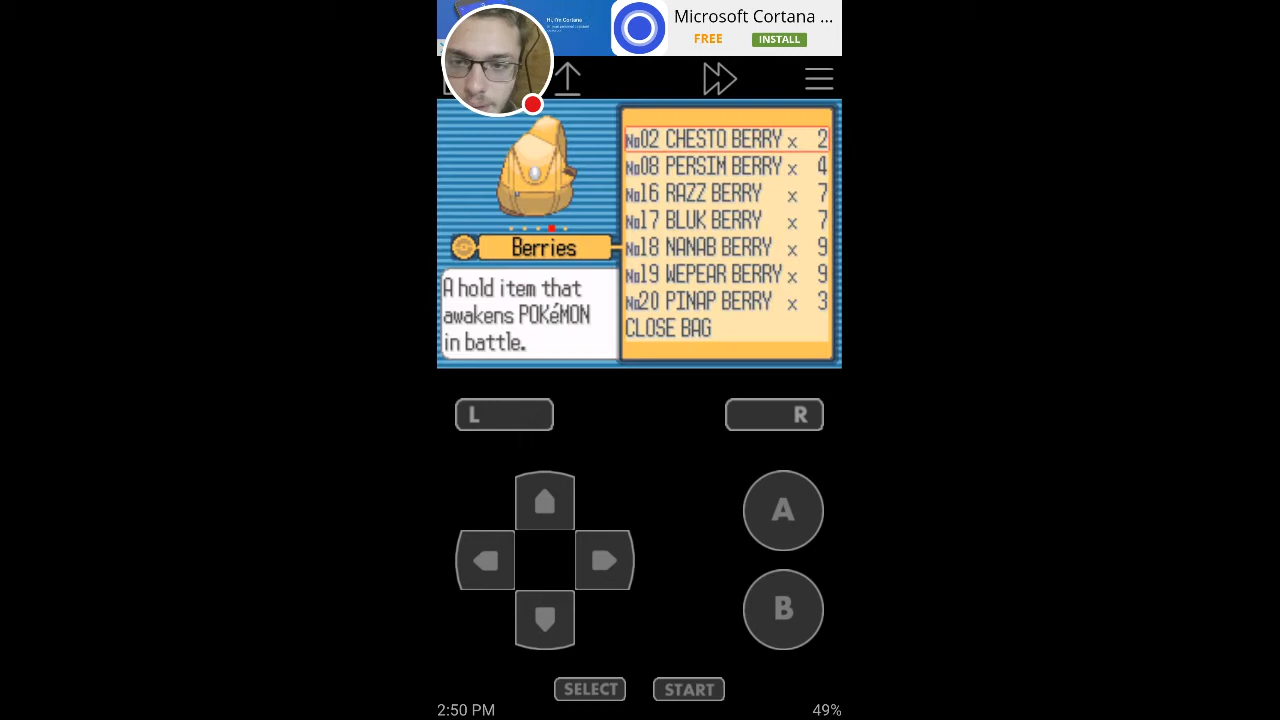 Hi, I'm Cortana
Microsoft Cortana ...
FREE
INSTALL
No02 CHESTO BERRY x 2
No08 PERSIM BERRY x 4
No16 RAZZ BERRY x 7
No17 BLUK BERRY x 7
No18 NANAB BERRY x 9
No19 WEPEAR BERRY x 9
No20 PINAP BERRY x 3
CLOSE BAG
Berries
A hold item that
awakens POKéMON
in battle.
L
R
A
B
SELECT
START
2:50 PM
49%